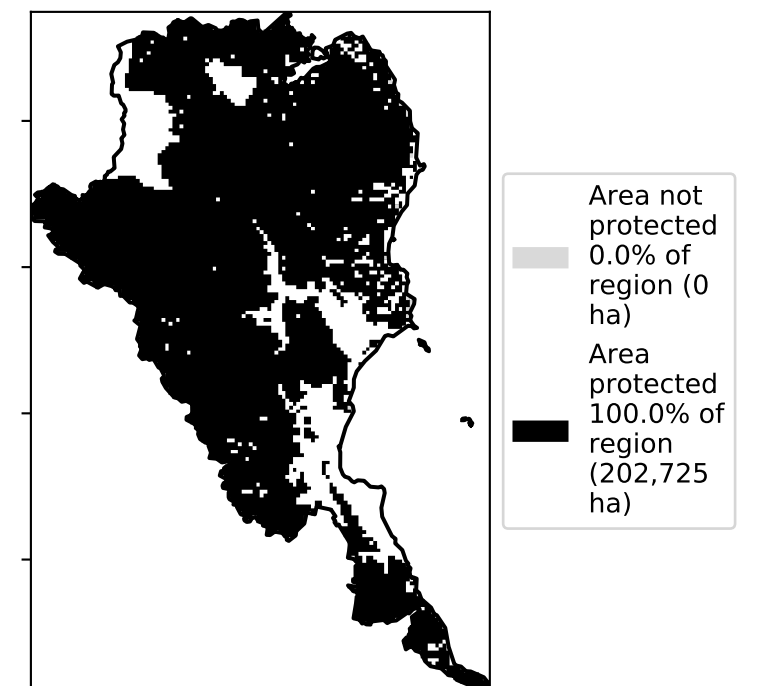 Area not
protected
0.0% of
region (0
ha)
Area
protected
100.0% of
region
(202,725
ha)